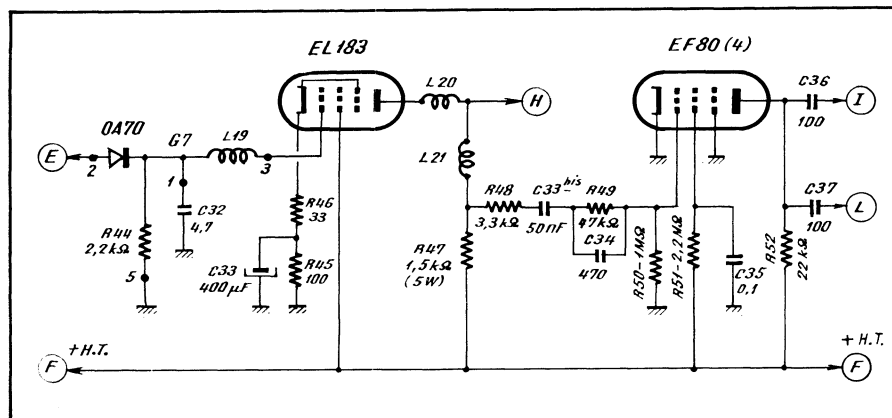 EL183
EF80 (4)
L20
H
C36
100
I
OA70
G7
L19
E
2
1
3
L21
C32
4,7
R44
2,2kΩ
5
R46
33
C33
400µF
R45
100
R48
3,3kΩ
C33 bis
50nF
R49
47kΩ
C34
470
R47
1,5kΩ
(5W)
R50-1MΩ
R51-2,2MΩ
C35
0,1
R52
22kΩ
C37
100
L
+H.T.
F
+H.T.
F